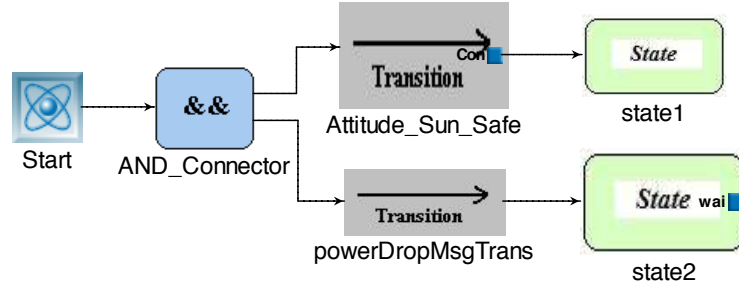 Con
State
Transition
&&
state1
Attitude_Sun_Safe
Start
AND_Connector
State
wai
Transition
powerDropMsgTrans
state2